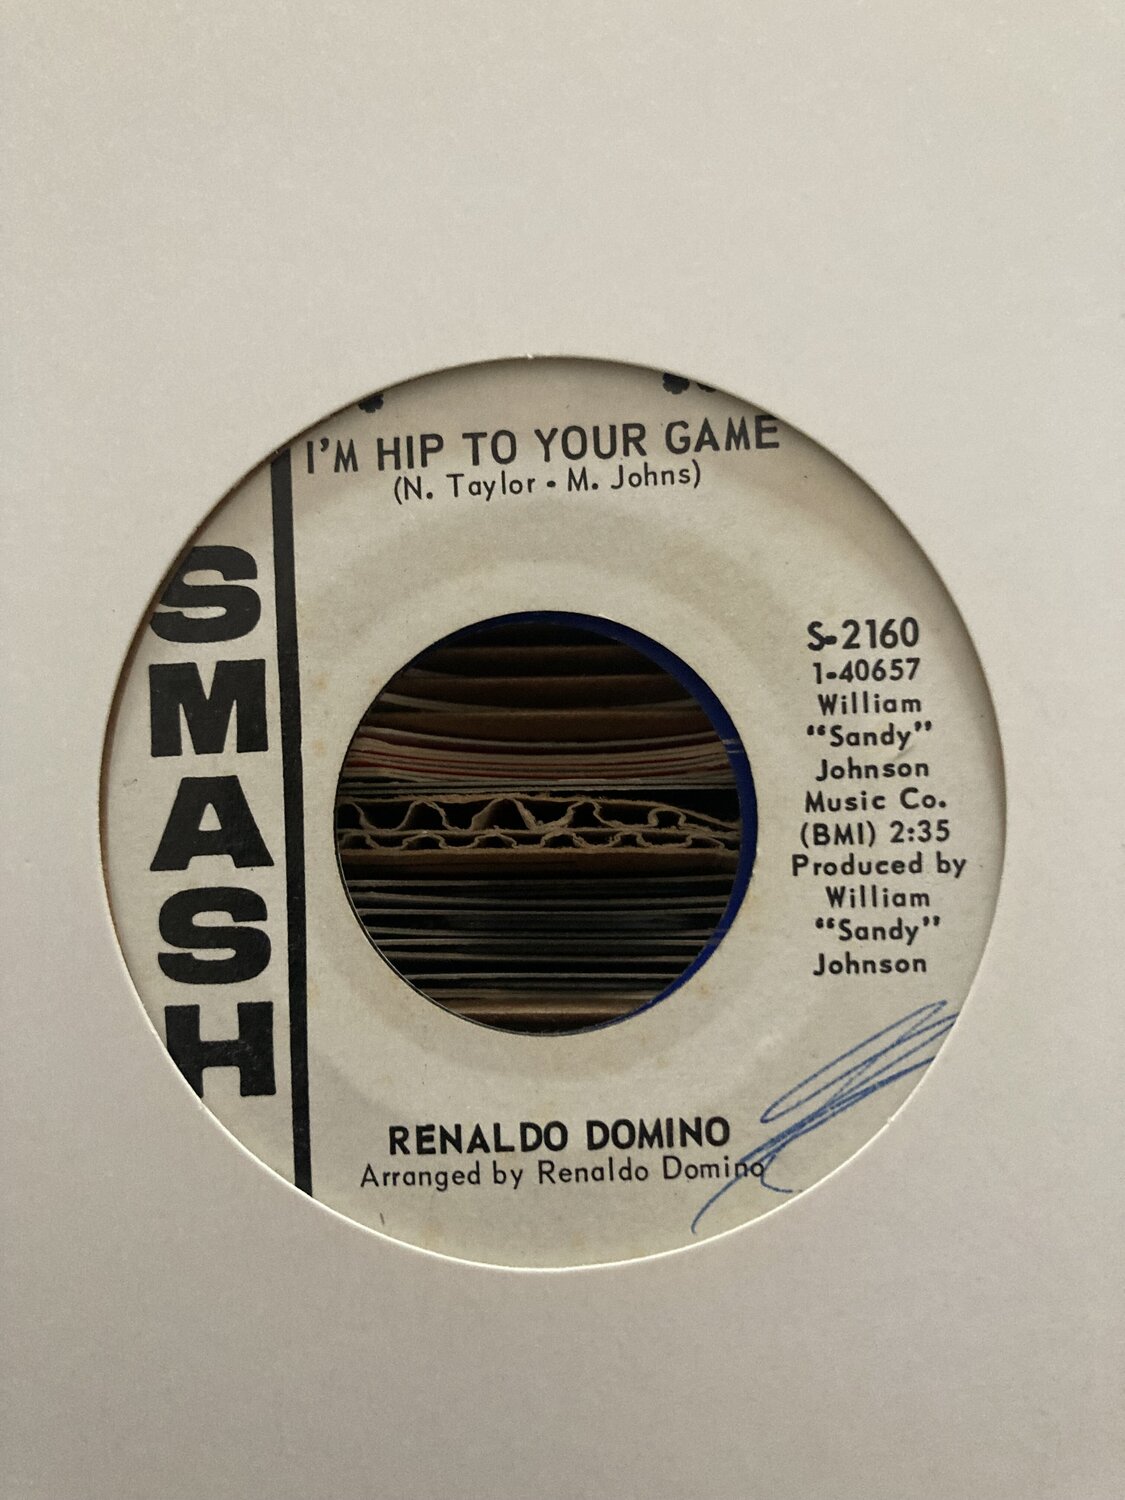 I'M HIP TO YOUR GAME
(N. Taylor • M. Johns)
SMASH
S-2160
1-40657
William
“Sandy”
Johnson
Music Co.
(BMI) 2:35
Produced by
William
“Sandy”
Johnson
RENALDO DOMINO
Arranged by Renaldo Domino